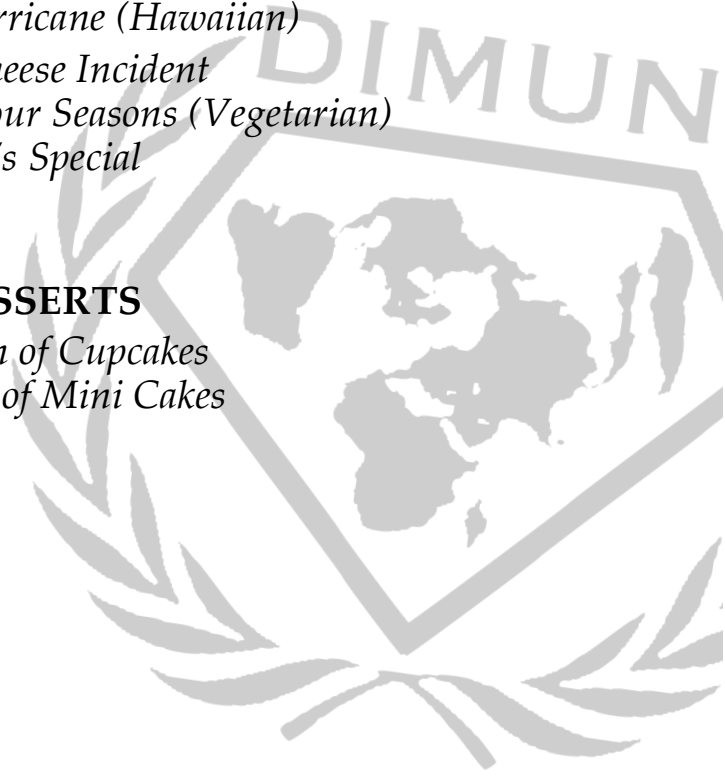 rricane (Hawaiian)
eese Incident
ur Seasons (Vegetarian)
's Special
SSERTS
of Cupcakes
of Mini Cakes
DIMUN